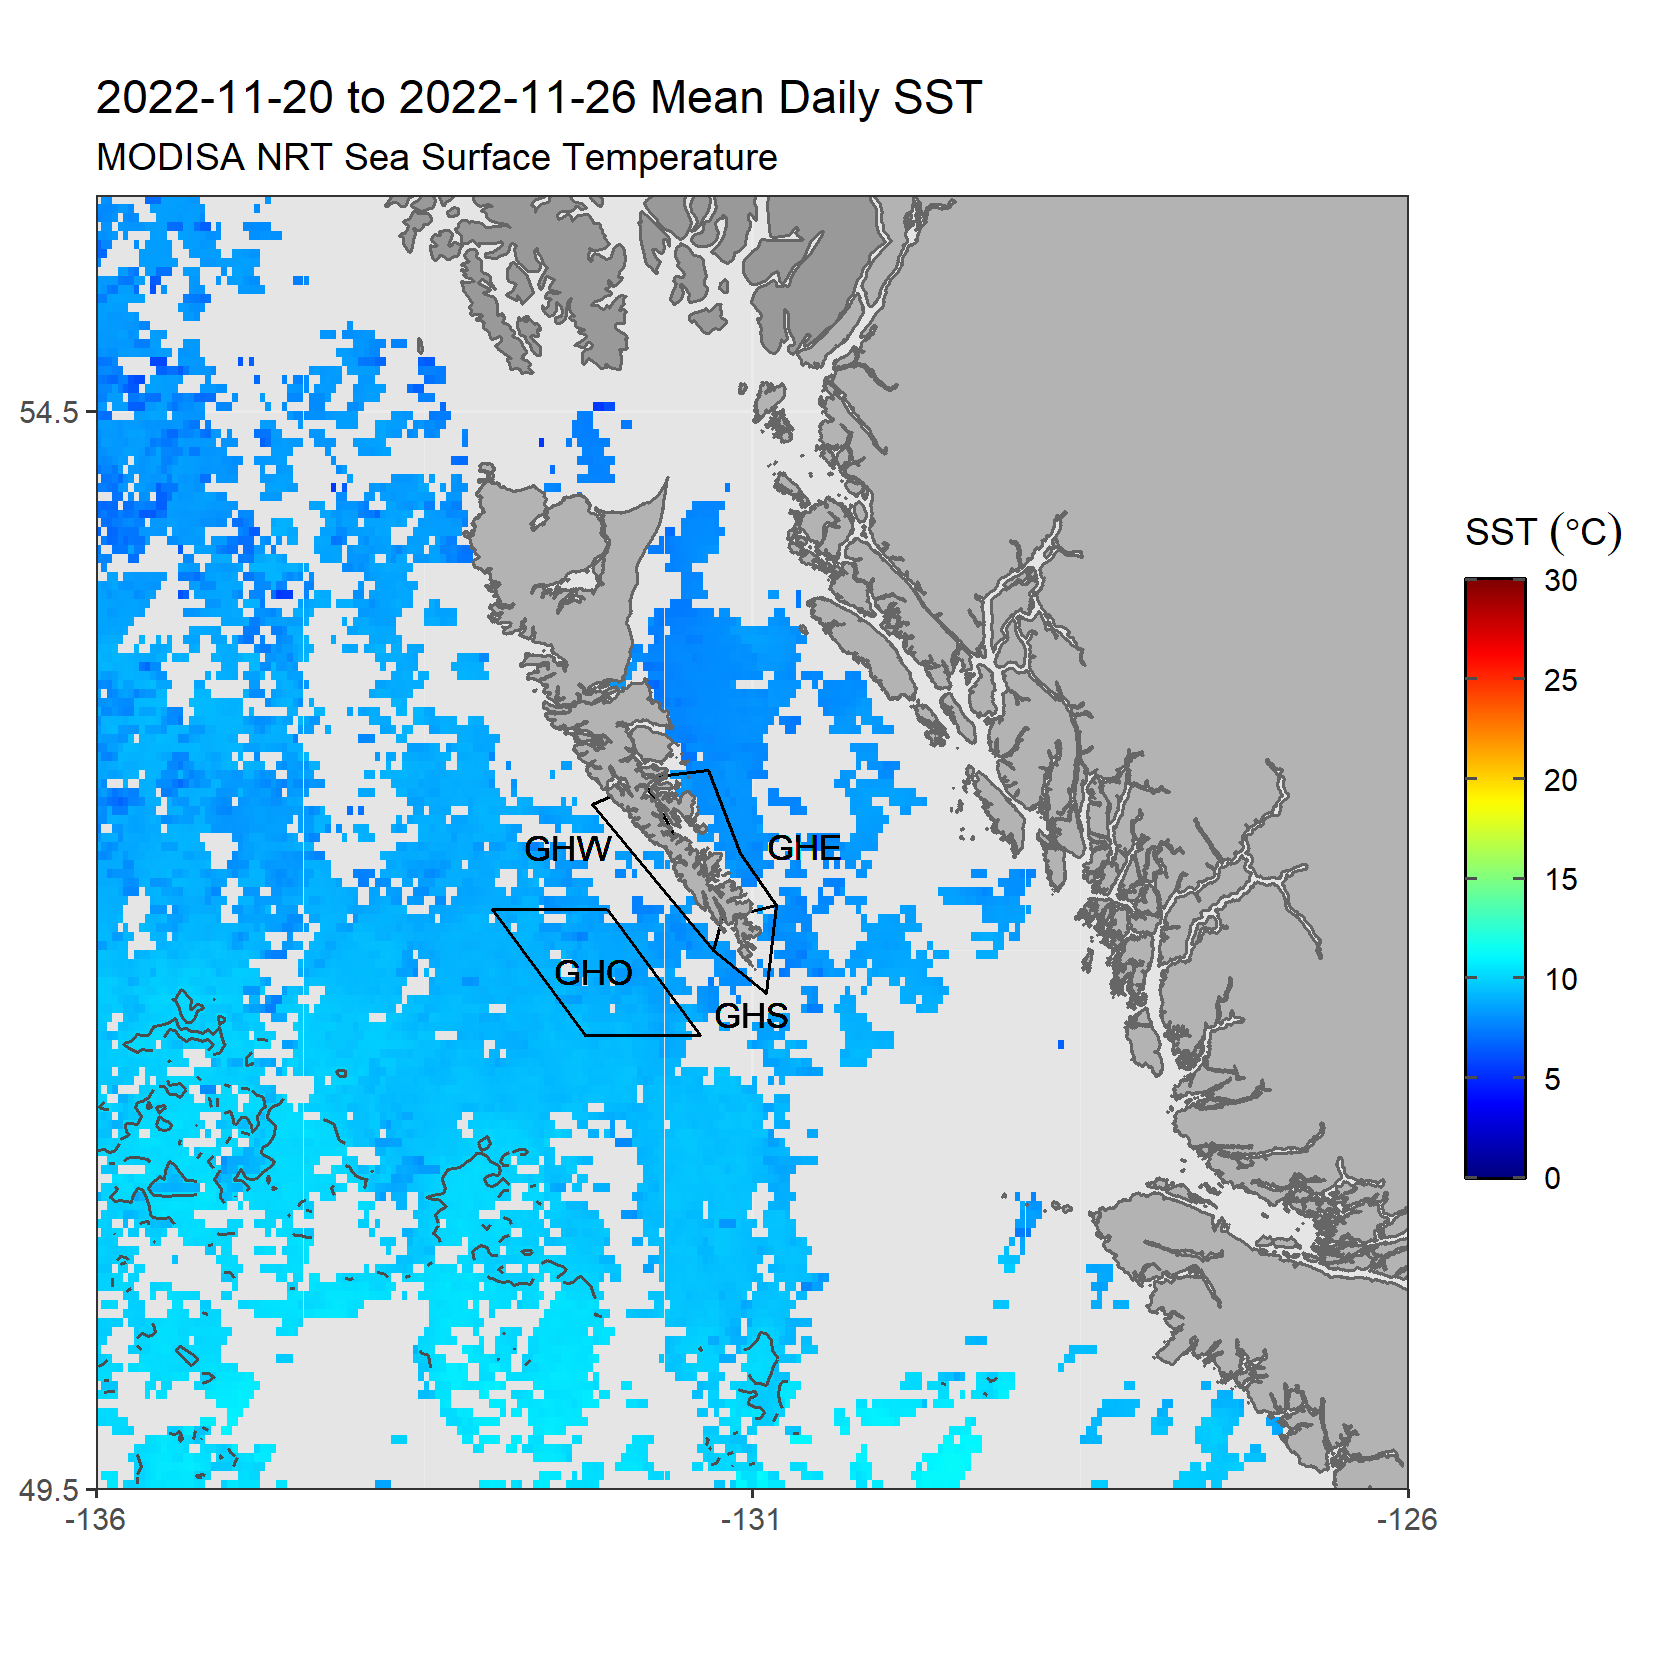 2022-11-20 to 2022-11-26 Mean Daily SST
MODISA NRT Sea Surface Temperature
54.5
49.5
-136
-131
-126
GHW
GHE
GHO
GHS
SST (°C)
30
25
20
15
10
5
0